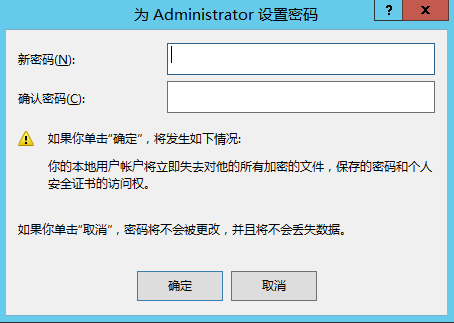 为 Administrator 设置密码
? X
新密码(N):
确认密码(C):
如果你单击“确定”，将发生如下情况:
你的本地用户帐户将立即失去对他的所有加密的文件，保存的密码和个人
安全证书的访问权。
如果你单击“取消”，密码将不会被更改，并且将不会丢失数据。
确定 取消